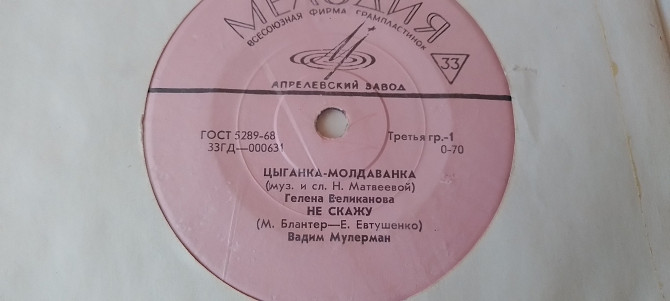 МЕЛОДИЯ
ВСЕСОЮЗНАЯ ФИРМА ГРАМПЛАСТИНОК
33
АПРЕЛЕВСКИЙ ЗАВОД
ГОСТ 5289-68 Третья гр.-1
33ГД—000631 0-70
ЦЫГАНКА-МОЛДАВАНКА
(муз. и сл. Н. Матвеевой)
Гелена Великанова
НЕ СКАЖУ
(М. Блантер—Е. Евтушенко)
Вадим Мулерман